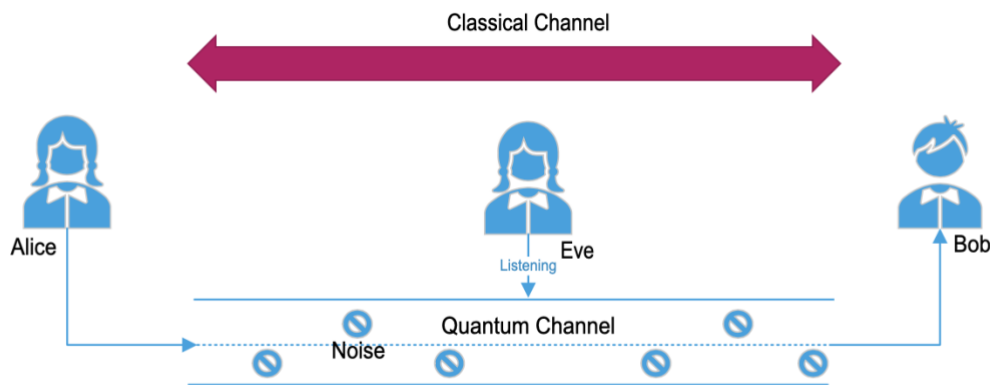 Classical Channel
Alice
Eve
Bob
Listening
Quantum Channel
Noise